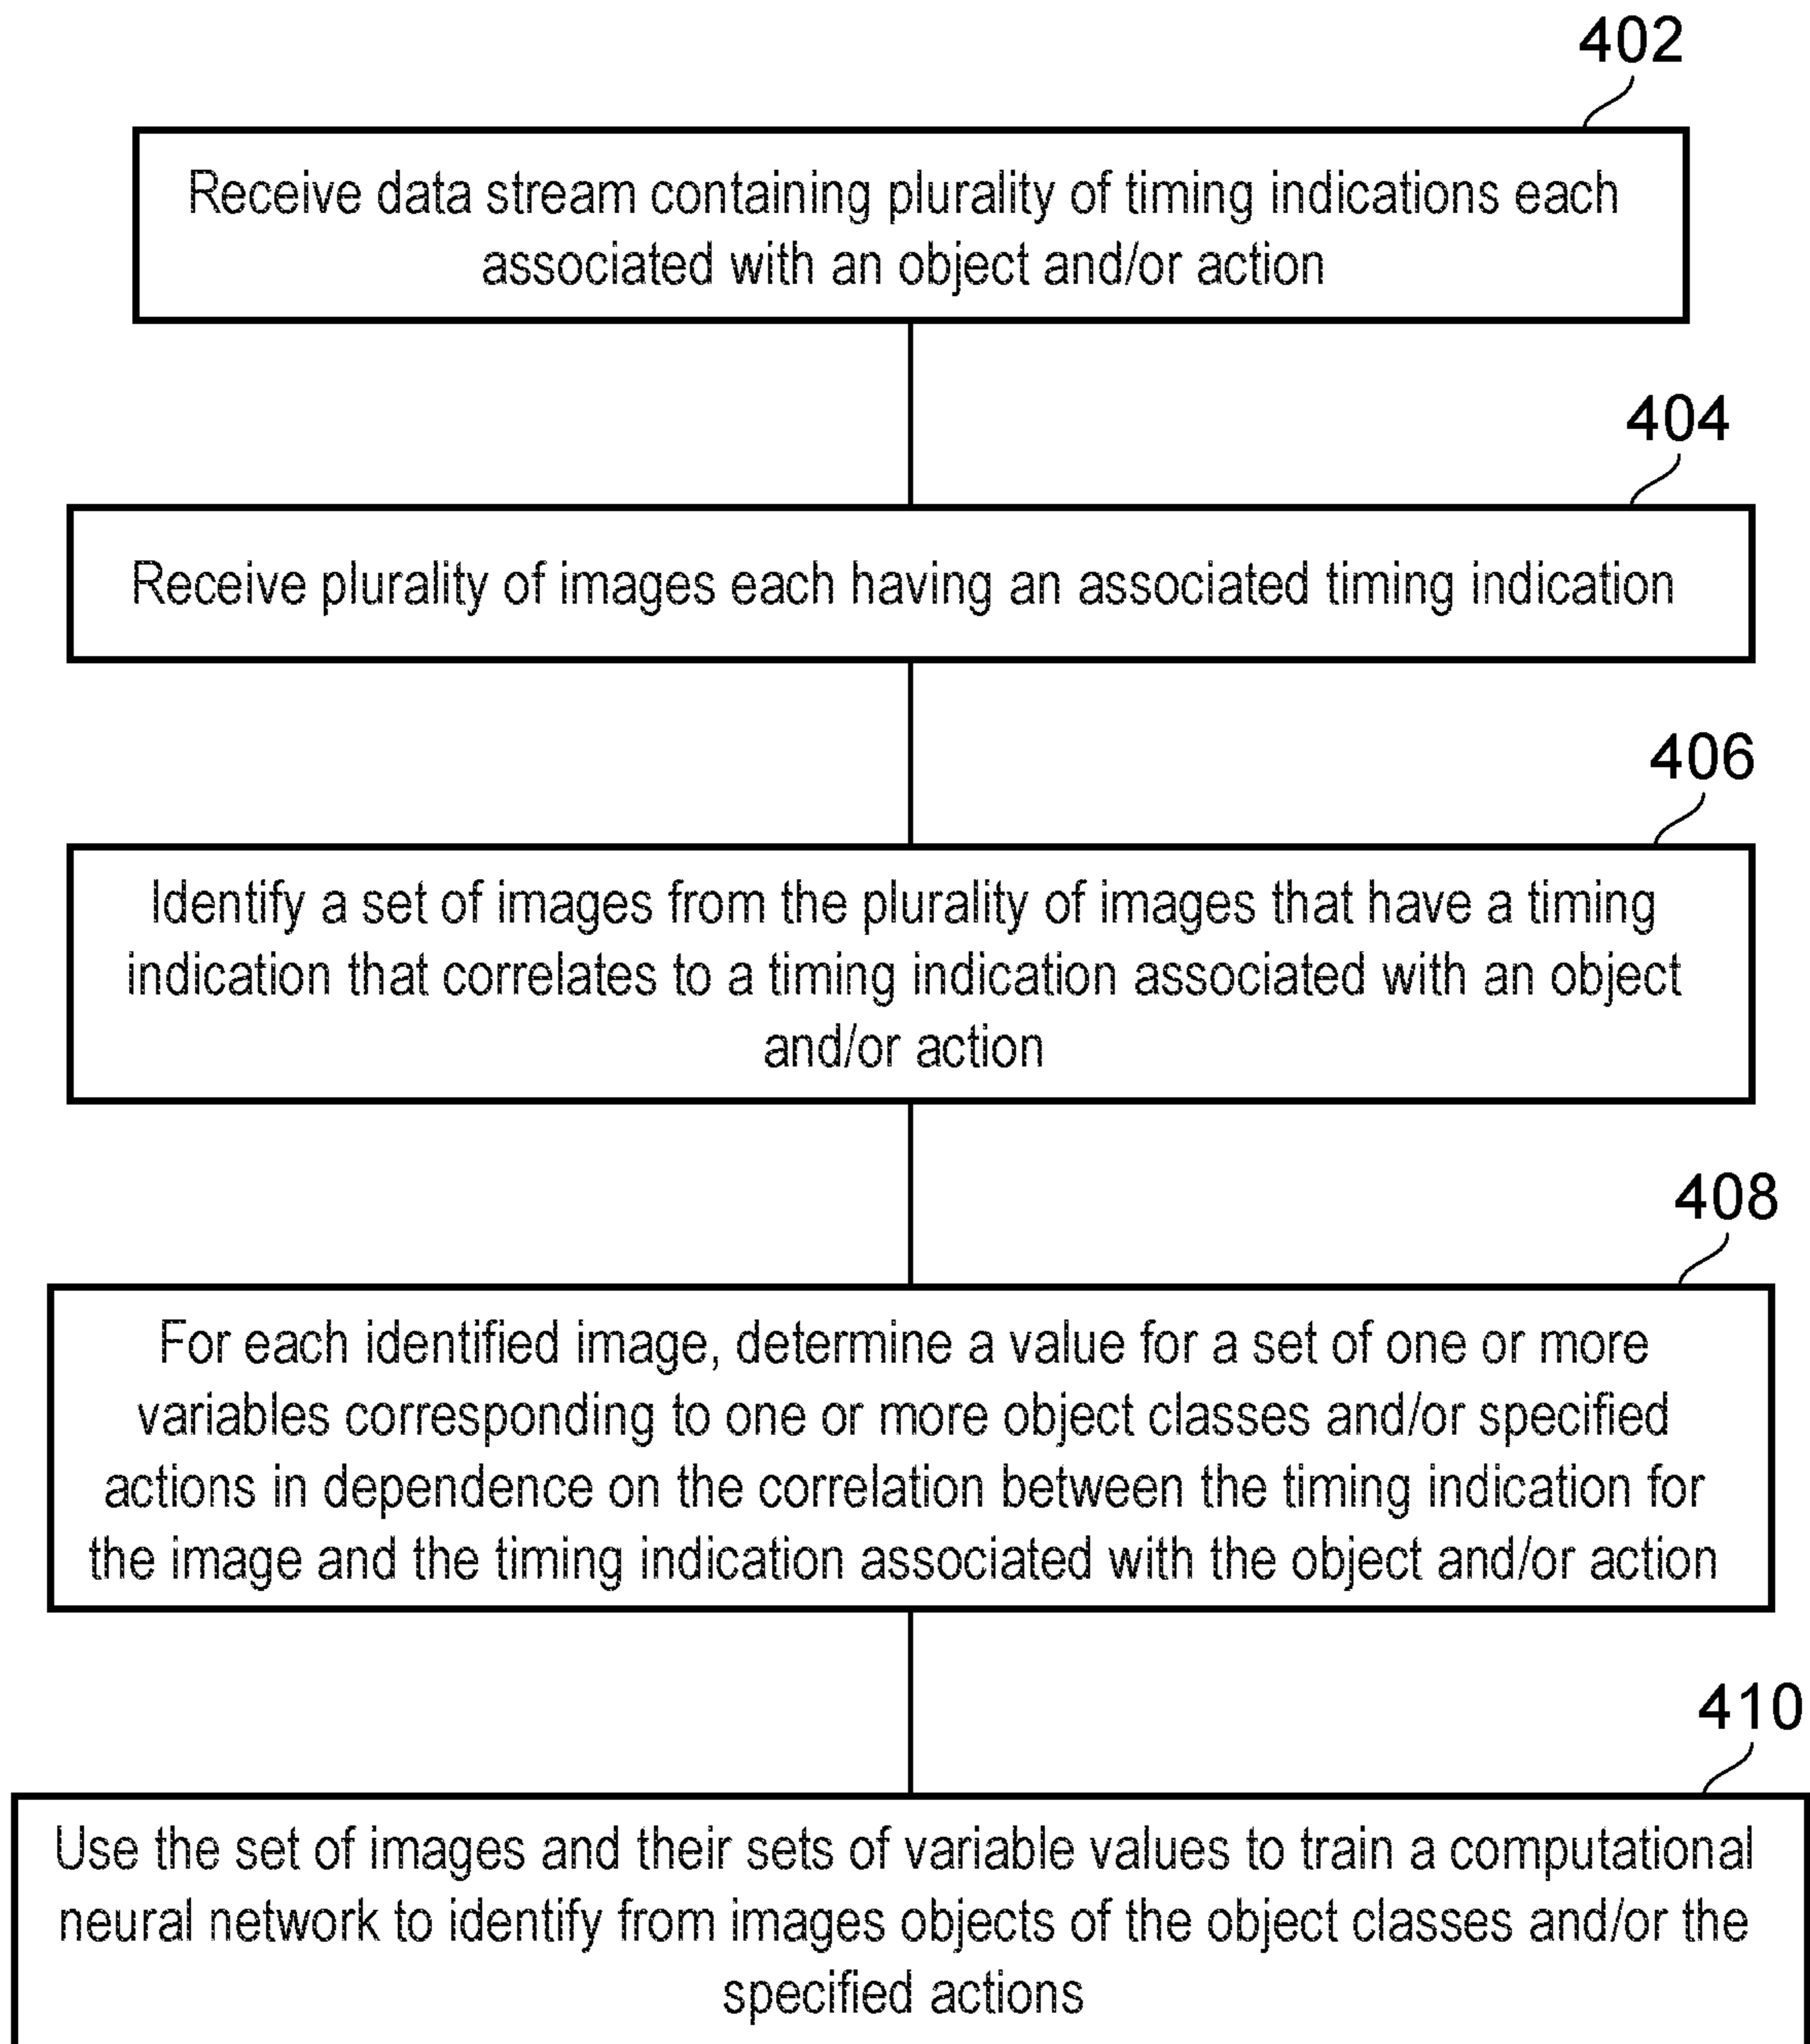 402
Receive data stream containing plurality of timing indications each
associated with an object and/or action
404
Receive plurality of images each having an associated timing indication
406
Identify a set of images from the plurality of images that have a timing
indication that correlates to a timing indication associated with an object
and/or action
408
For each identified image, determine a value for a set of one or more
variables corresponding to one or more object classes and/or specified
actions in dependence on the correlation between the timing indication for
the image and the timing indication associated with the object and/or action
410
Use the set of images and their sets of variable values to train a computational
neural network to identify from images objects of the object classes and/or the
specified actions